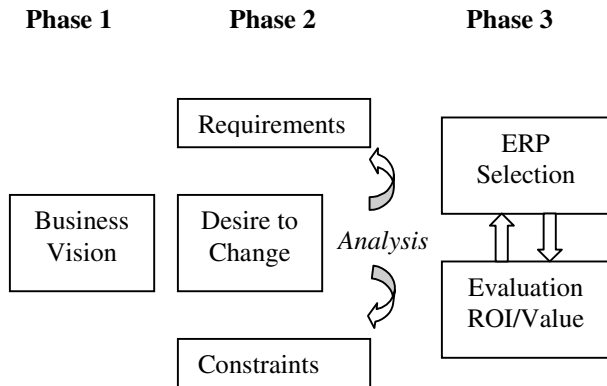 Phase 1
Phase 2
Phase 3
Business
Vision
Requirements
Desire to
Change
Analysis
Constraints
ERP
Selection
Evaluation
ROI/Value